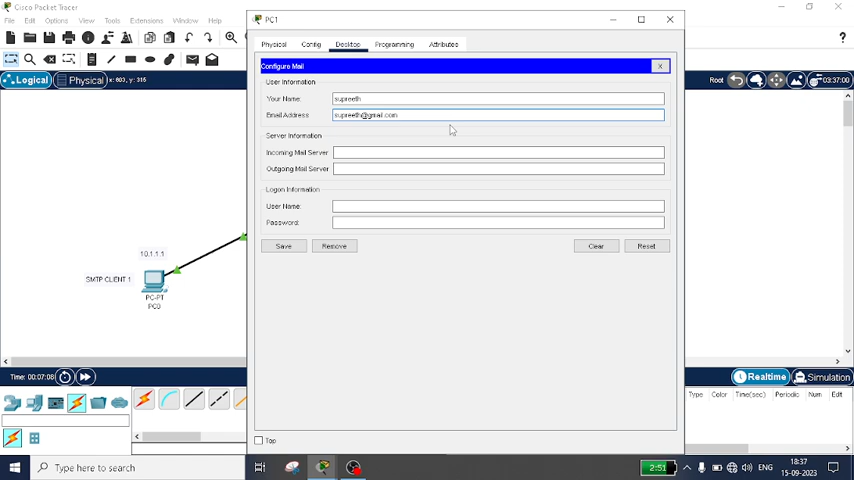 Cisco Packet Tracer
File Edit Options View Tools Extensions Window Help
?
Logical Physical x: 603, y: 315
Root 03:37:00
PC1
Physical Config Desktop Programming Attributes
Configure Mail X
User Information
Your Name: supreeth
Email Address supreeth@gmail.com
Server Information
Incoming Mail Server
Outgoing Mail Server
Logon Information
User Name:
Password:
Save Remove Clear Reset
10.1.1.1
SMTP CLIENT 1
PC-PT
PC0
Top
Time: 00:07:08
Realtime Simulation
Type Color Time(sec) Periodic Num Edit
Type here to search
2:51
ENG
18:37
15-09-2023